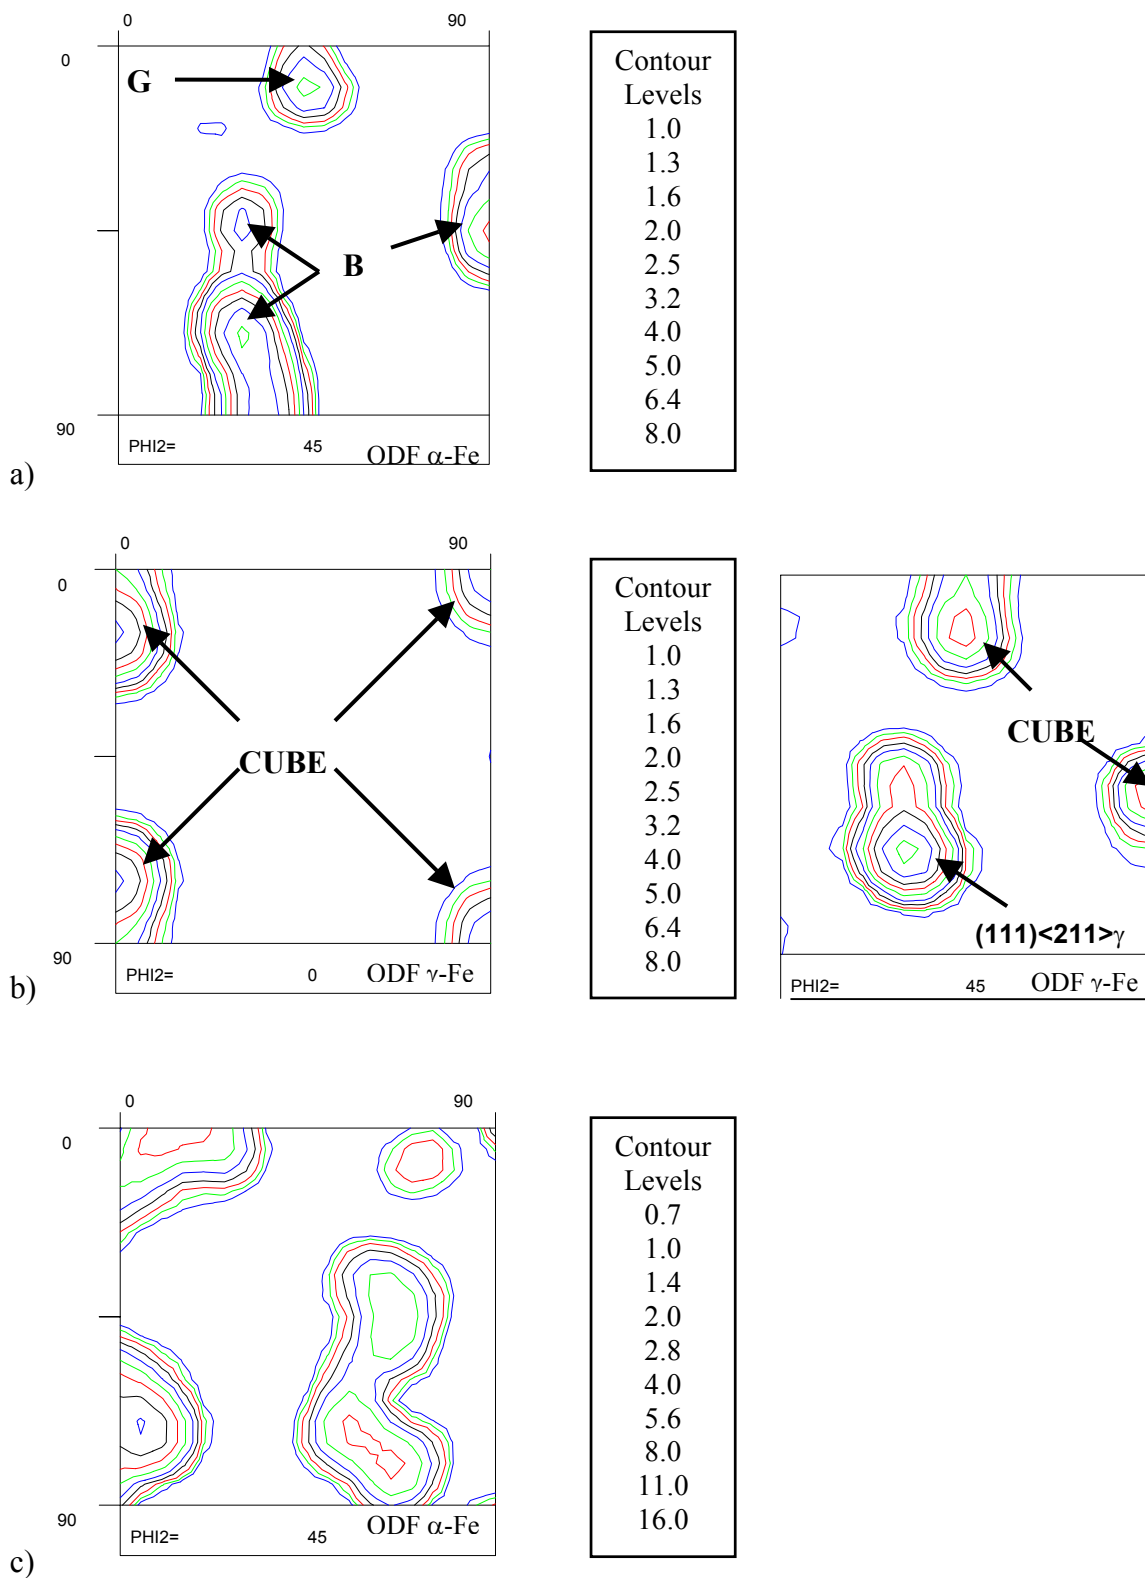 0 90
0
G
B
90
PHI2= 45 ODF α-Fe
a)
Contour
Levels
1.0
1.3
1.6
2.0
2.5
3.2
4.0
5.0
6.4
8.0
0 90
0
CUBE
90
PHI2= 0 ODF γ-Fe
b)
Contour
Levels
1.0
1.3
1.6
2.0
2.5
3.2
4.0
5.0
6.4
8.0
CUBE
(111)<211>γ
PHI2= 45 ODF γ-Fe
0 90
0
90
PHI2= 45 ODF α-Fe
c)
Contour
Levels
0.7
1.0
1.4
2.0
2.8
4.0
5.6
8.0
11.0
16.0